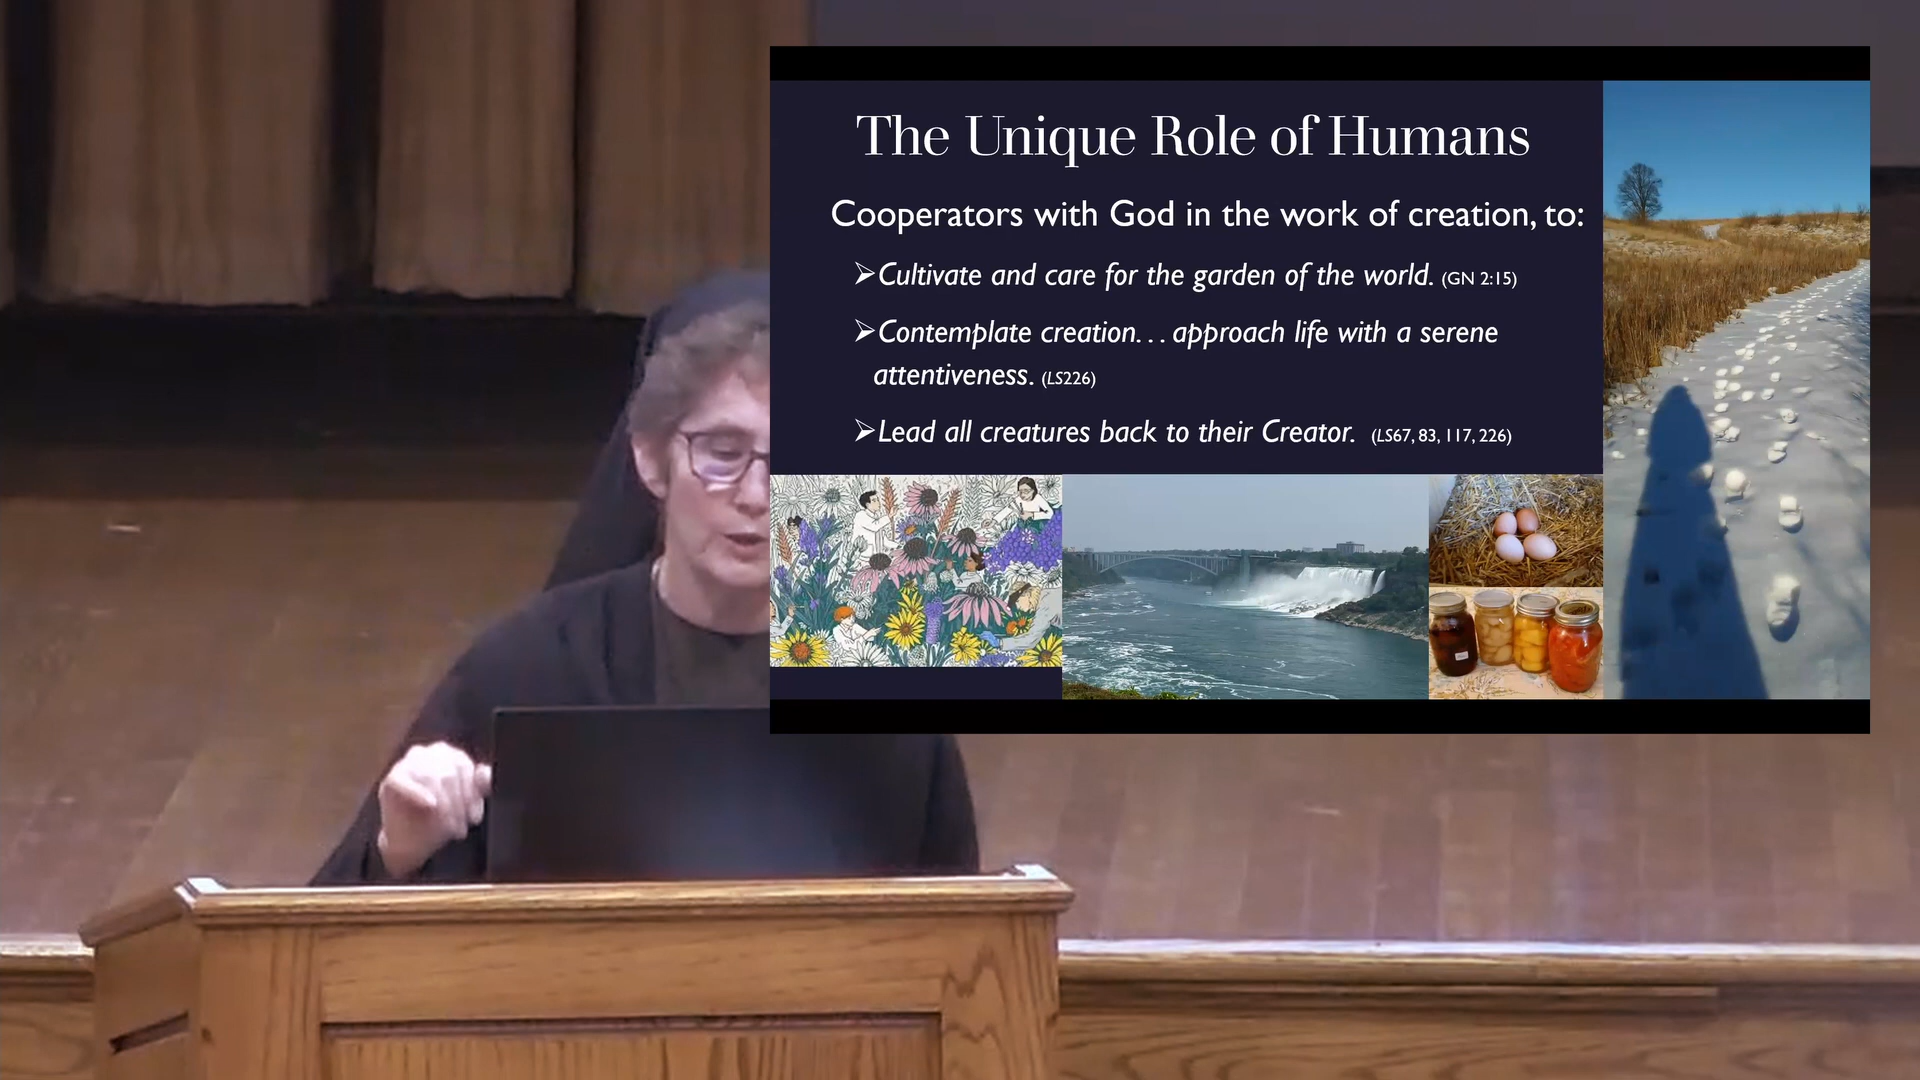 The Unique Role of Humans
Cooperators with God in the work of creation, to:
➢Cultivate and care for the garden of the world. (GN 2:15)
➢Contemplate creation. . . approach life with a serene
attentiveness. (LS226)
➢Lead all creatures back to their Creator. (LS67, 83, 117, 226)